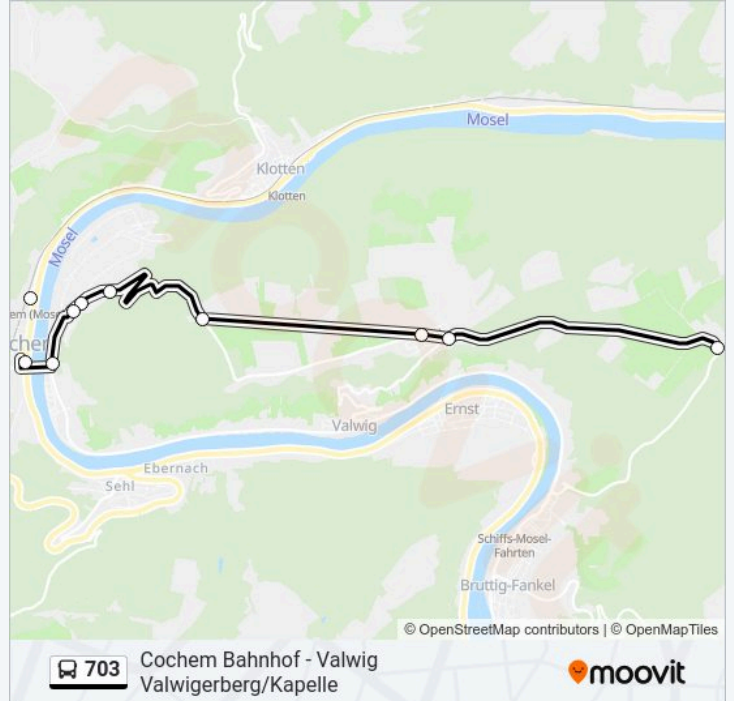 Mosel
Klotten
Klotten
Mosel
em (Mose
cher
Valwig
Ernst
Ebernach
Sehl
Schiffs-Mosel-
Fahrten
Bruttig-Fankel
© OpenStreetMap contributors | © OpenMapTiles
703
Cochem Bahnhof - Valwig
Valwigerberg/Kapelle
moovit